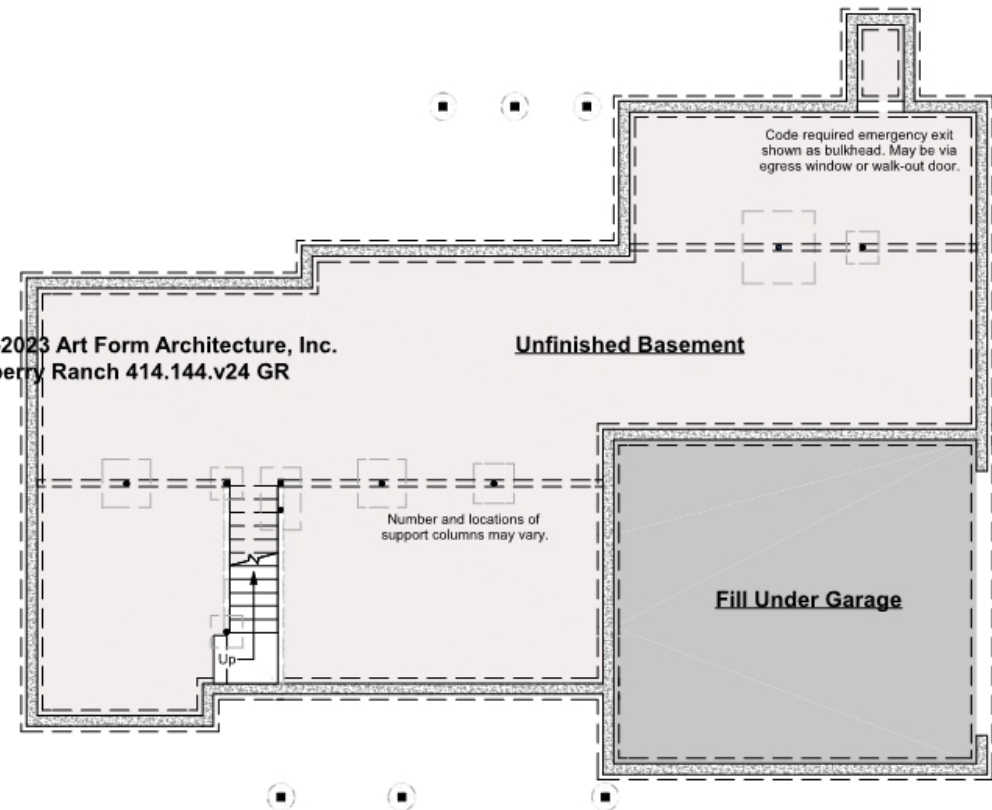 Code required emergency exit
shown as bulkhead. May be via
egress window or walk-out door.
2023 Art Form Architecture, Inc.
Unfinished Basement
Ranch 414.144.v24 GR
Number and locations of
support columns may vary.
Fill Under Garage
Up